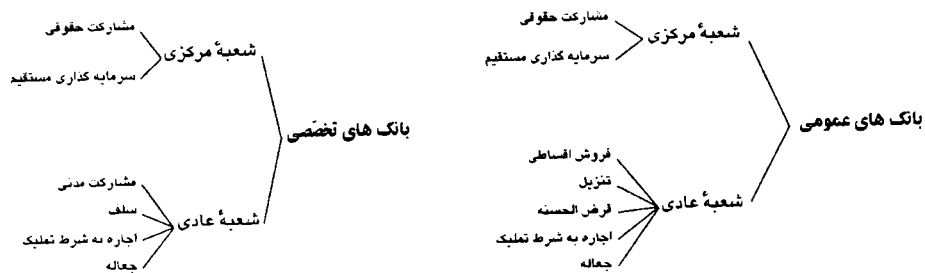 بانک های عمومی
شعبهٔ مرکزی
مشارکت حقوقی
سرمایه گذاری مستقیم
شعبهٔ عادی
فروش اقساطی
تنزیل
قرض الحسنه
اجاره به شرط تملیک
جعاله
بانک های تخصّصی
شعبهٔ مرکزی
مشارکت حقوقی
سرمایه گذاری مستقیم
شعبهٔ عادی
مشارکت مدنی
سلف
اجاره به شرط تملیک
جعاله